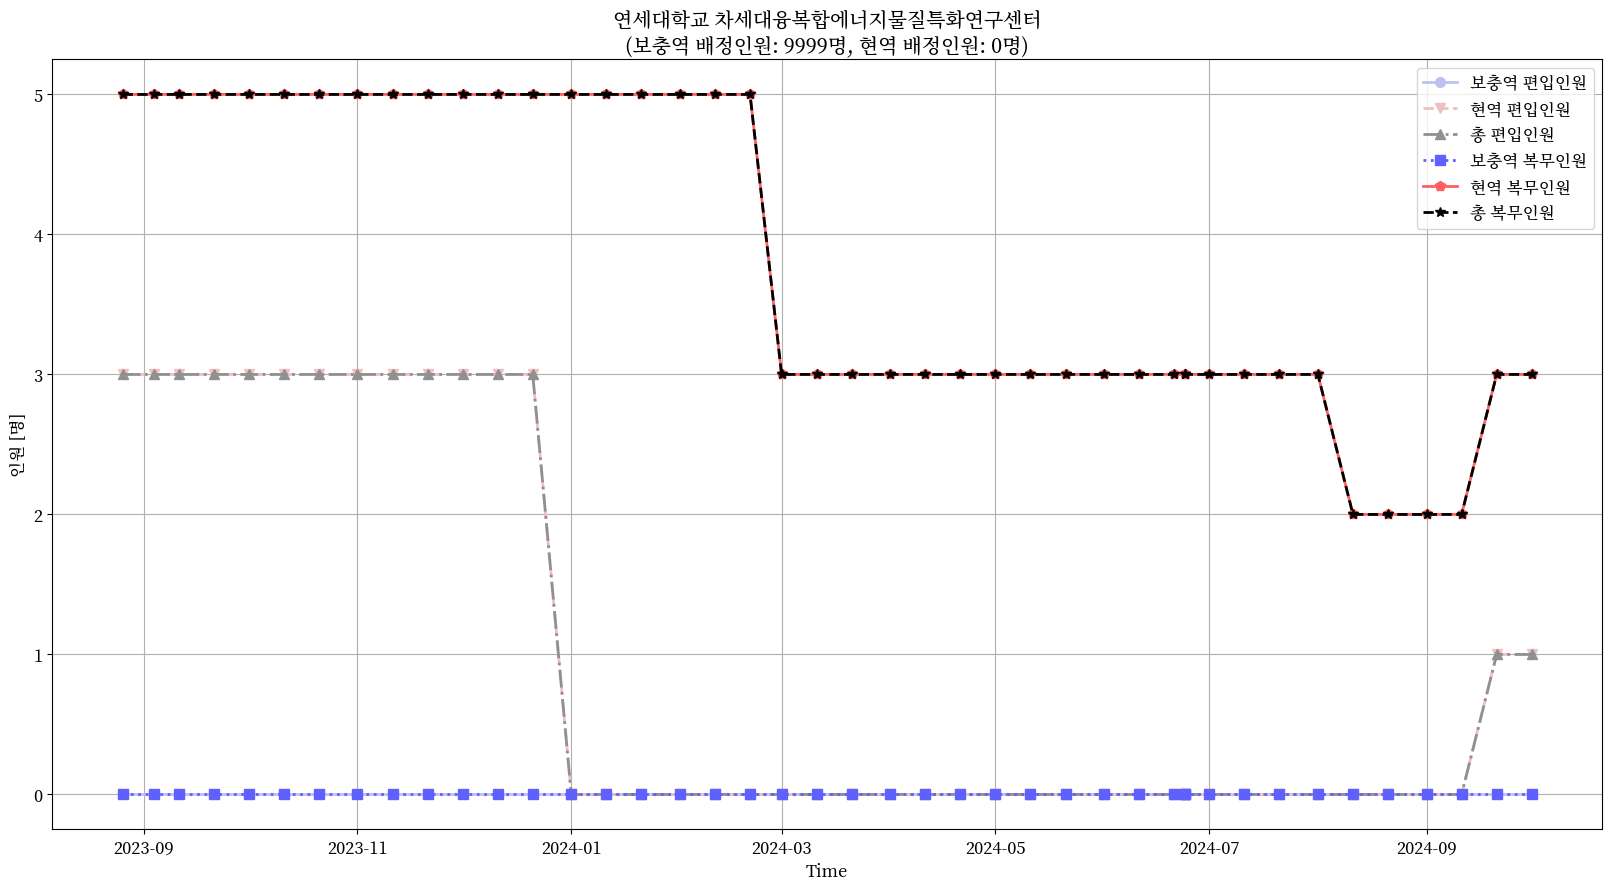 연세대학교 차세대융복합에너지물질특화연구센터
(보충역 배정인원: 9999명, 현역 배정인원: 0명)
보충역 편입인원
현역 편입인원
총 편입인원
보충역 복무인원
현역 복무인원
총 복무인원
인원 [명]
5
4
3
2
1
0
2023-09
2023-11
2024-01
2024-03
2024-05
2024-07
2024-09
Time